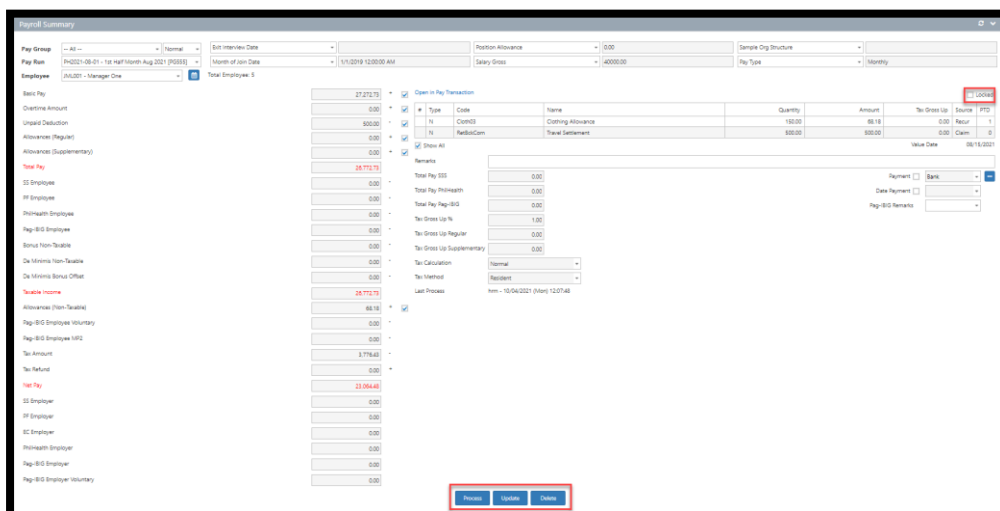 Payroll Summary
Pay Group -- All -- Normal Exit Interview Date Position Allowance 0.00 Sample Org Structure
Pay Run PH2021-08-01 - 1st Half Month Aug 2021 [PGSSS] Month of Join Date 1/1/2019 12:00:00 AM Salary Gross 40000.00 Pay Type Monthly
Employee JML001 - Manager One Total Employee: 5
Basic Pay 27,272.73 + Open in Pay Transaction Locked
Overtime Amount 0.00 + # Type Code Name Quantity Amount Tax Gross Up Source PTD
N Cloth03 Clothing Allowance 150.00 68.18 0.00 Recur 1
Unpaid Deduction 500.00 - N RetBokCom Travel Settlement 500.00 500.00 0.00 Claim 0
Allowances (Regular) 0.00 + Show All Value Date 08/15/2021
Allowances (Supplementary) 0.00 +
Remarks
Total Pay 26,772.73
Total Pay SSS 0.00 Payment Bank
SS Employee 0.00 -
Total Pay PhilHealth 0.00 Date Payment
PF Employee 0.00 -
Total Pay Pag-IBIG 0.00 Pag-IBIG Remarks
PhilHealth Employee 0.00 -
Tax Gross Up % 1.00
Pag-IBIG Employee 0.00 -
Tax Gross Up Regular 0.00
Bonus Non-Taxable 0.00 -
Tax Gross Up Supplementary 0.00
De Minimis Non-Taxable 0.00 -
Tax Calculation Normal
De Minimis Bonus Offset 0.00 -
Tax Method Resident
Taxable Income 26,772.73
Last Process hrm - 10/04/2021 (Mon) 12:07:48
Allowances (Non-Taxable) 68.18 +
Pag-IBIG Employee Voluntary 0.00 -
Pag-IBIG Employee MP2 0.00 -
Tax Amount 3,776.43 -
Tax Refund 0.00 +
Net Pay 23,064.48
SS Employer 0.00
PF Employer 0.00
EC Employer 0.00
PhilHealth Employer 0.00
Pag-IBIG Employer 0.00
Pag-IBIG Employer Voluntary 0.00
Process Update Delete